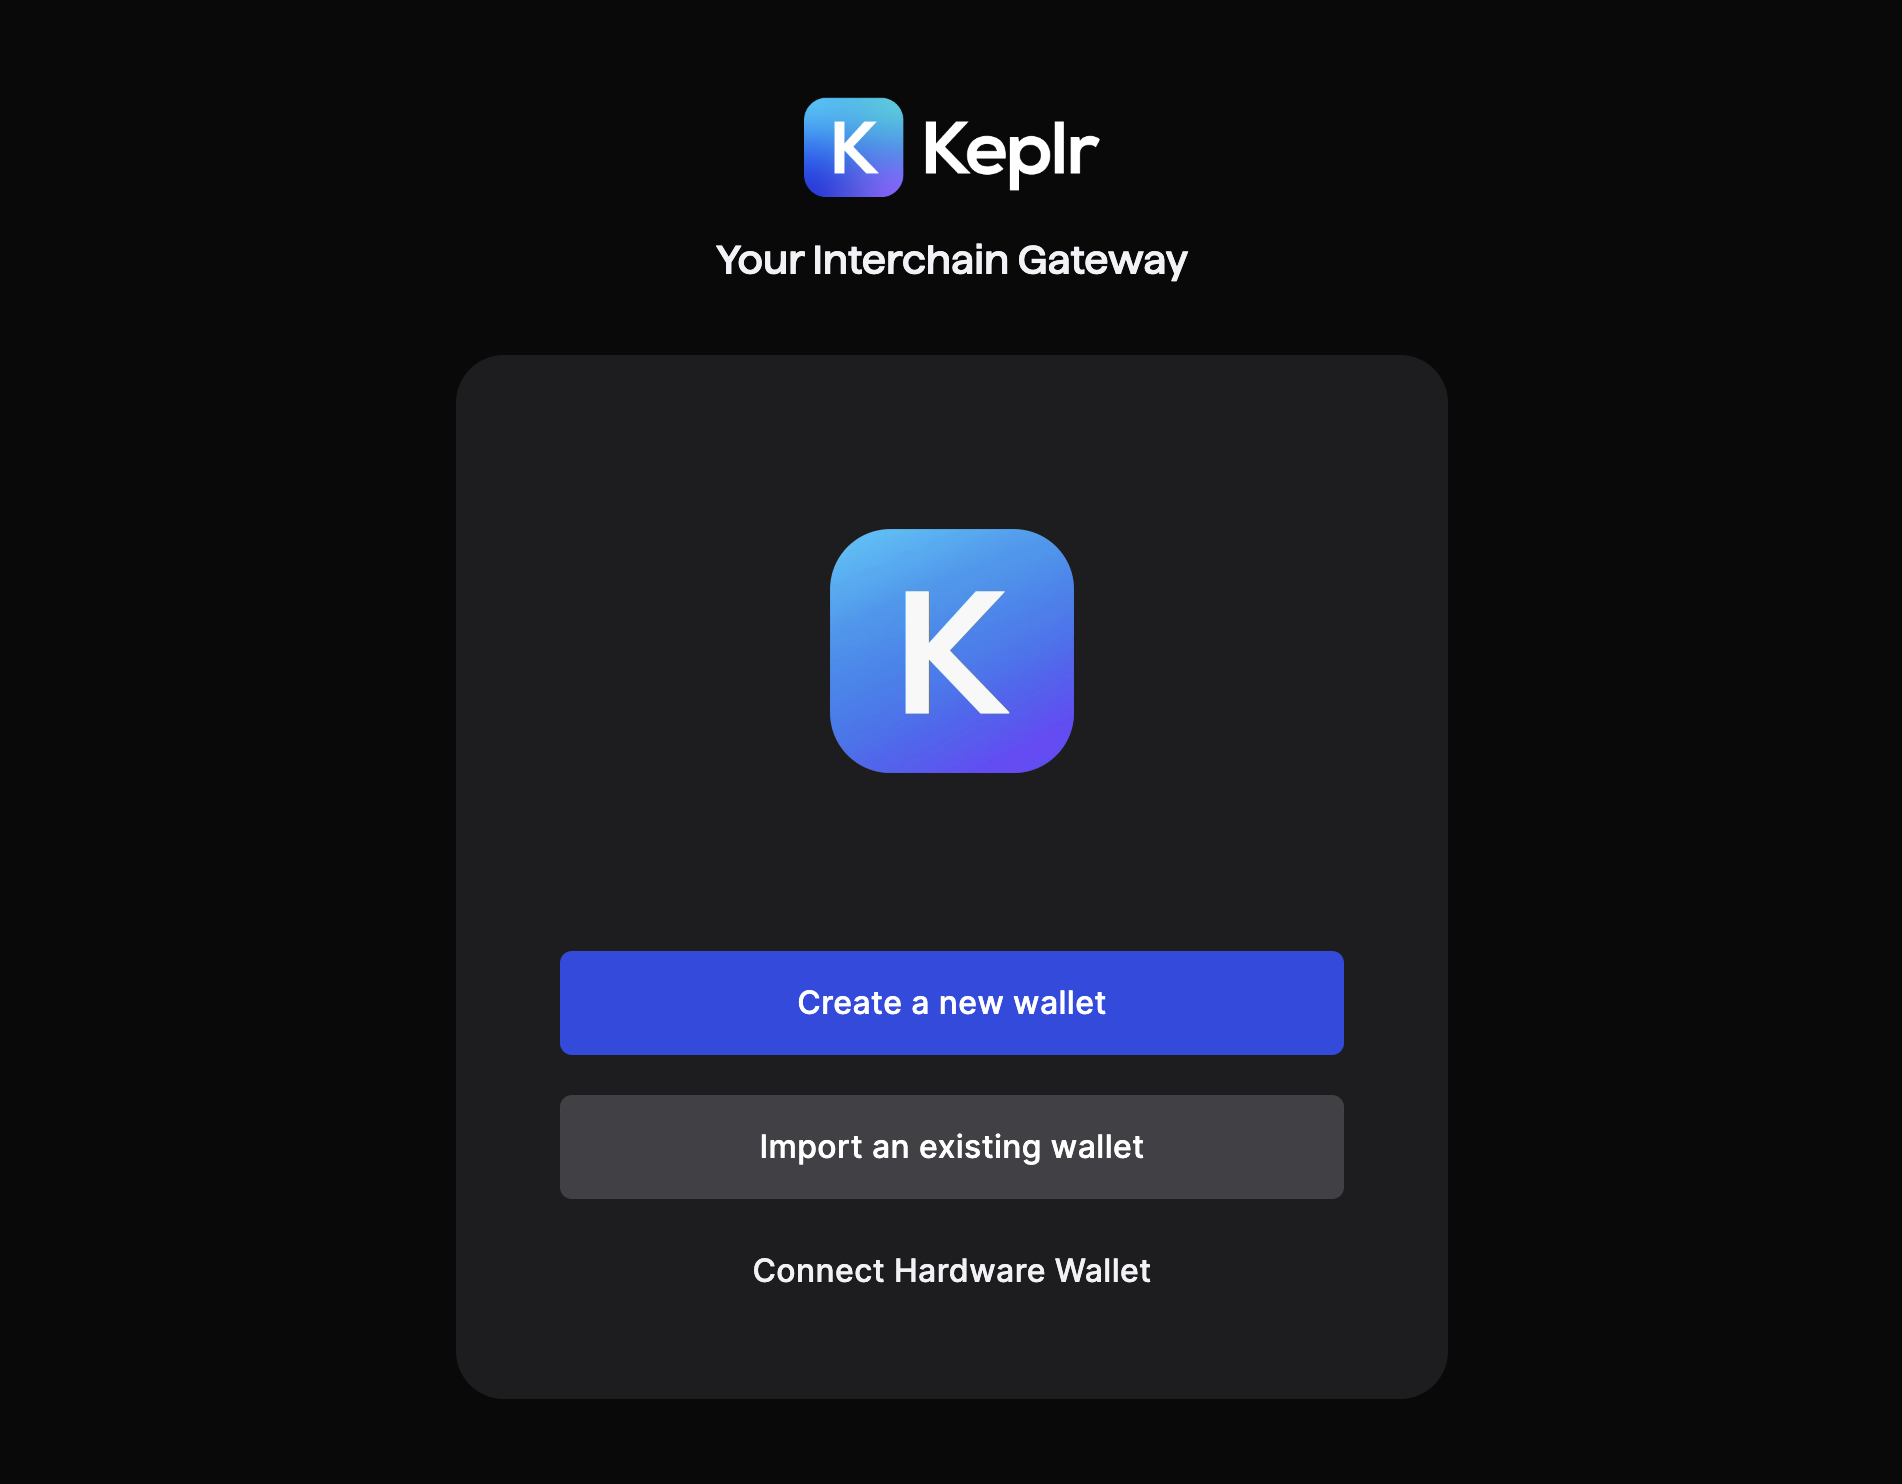 K Keplr
Your Interchain Gateway
K
Create a new wallet
Import an existing wallet
Connect Hardware Wallet